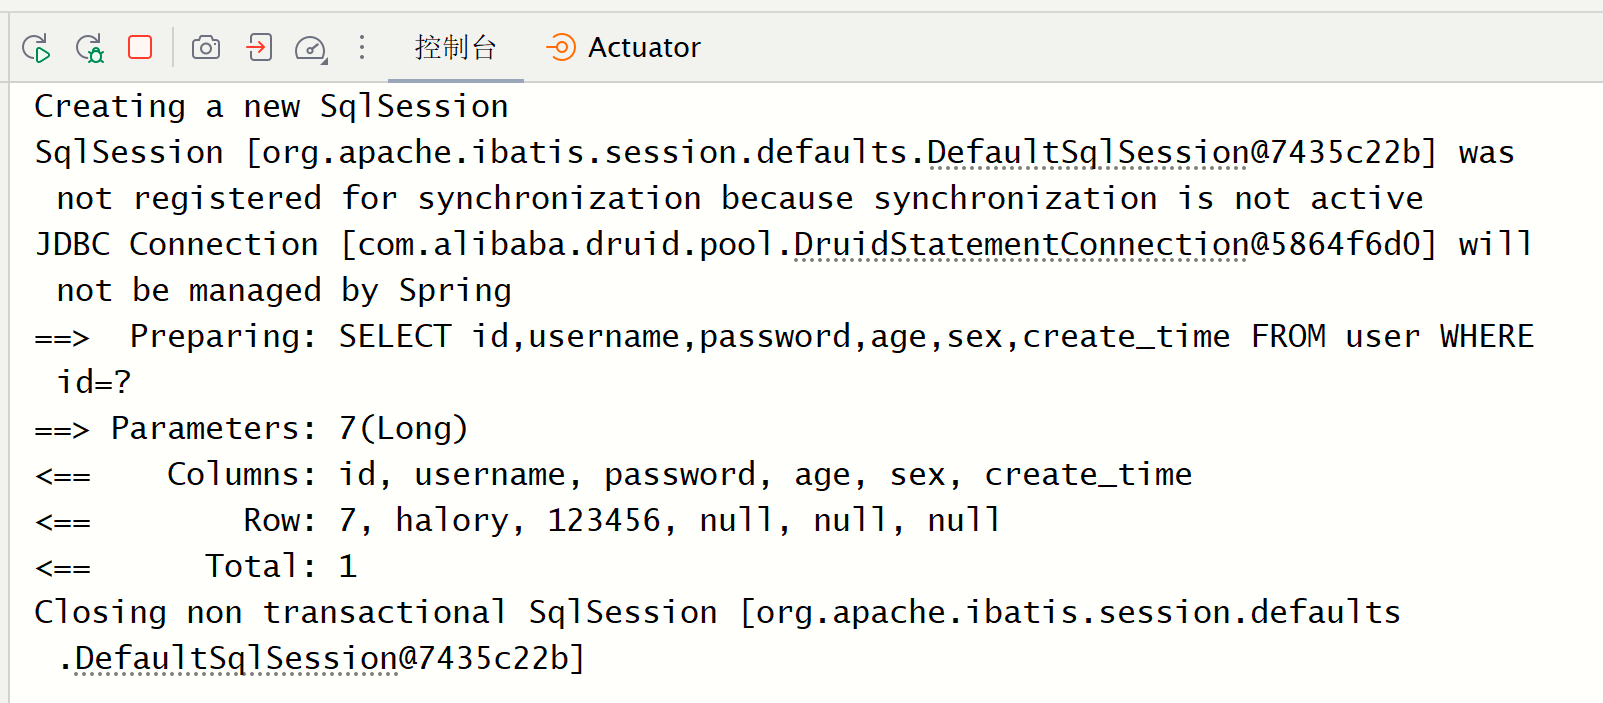 控制台 Actuator
Creating a new SqlSession
SqlSession [org.apache.ibatis.session.defaults.DefaultSqlSession@7435c22b] was
not registered for synchronization because synchronization is not active
JDBC Connection [com.alibaba.druid.pool.DruidStatementConnection@5864f6d0] will
not be managed by Spring
==>  Preparing: SELECT id,username,password,age,sex,create_time FROM user WHERE
id=?
==> Parameters: 7(Long)
<==    Columns: id, username, password, age, sex, create_time
<==        Row: 7, halory, 123456, null, null, null
<==      Total: 1
Closing non transactional SqlSession [org.apache.ibatis.session.defaults
.DefaultSqlSession@7435c22b]